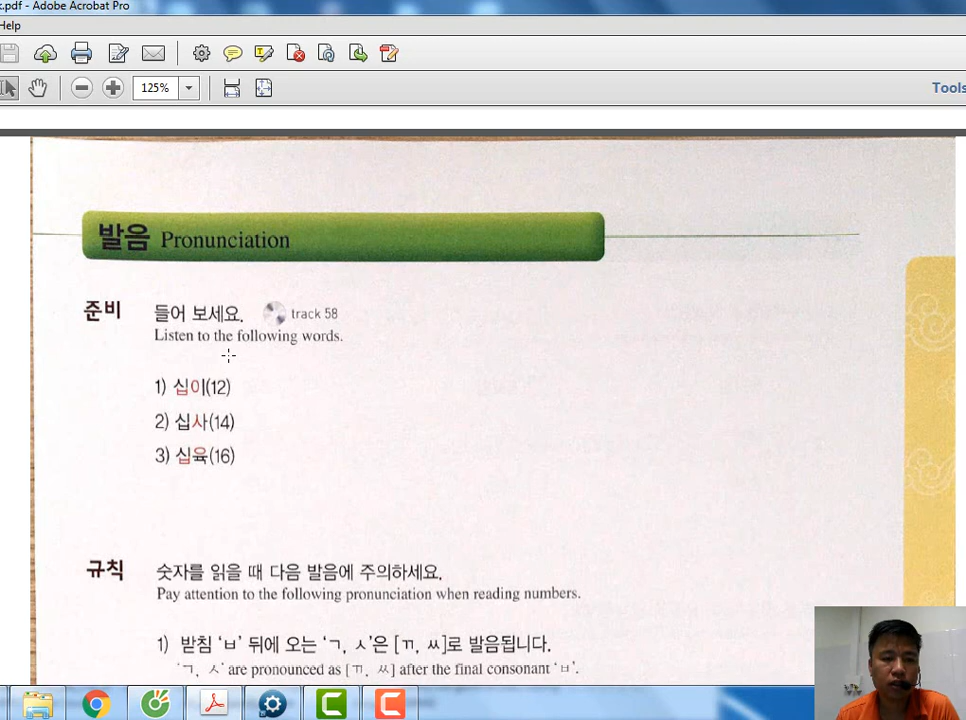 k.pdf - Adobe Acrobat Pro
Help
125%
Tools
발음 Pronunciation
준비 들어 보세요. track 58
Listen to the following words.
1) 십이(12)
2) 십사(14)
3) 십육(16)
규칙 숫자를 읽을 때 다음 발음에 주의하세요.
Pay attention to the following pronunciation when reading numbers.
1) 받침 ‘ㅂ’ 뒤에 오는 ‘ㄱ, ㅅ’은 [ㄲ, ㅆ]로 발음됩니다.
‘ㄱ, ㅅ’ are pronounced as [ㄲ, ㅆ] after the final consonant ‘ㅂ’.